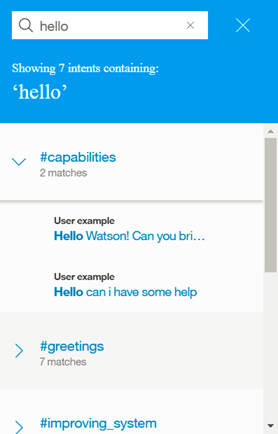 hello
Showing 7 intents containing:
‘hello’
#capabilities
2 matches
User example
Hello Watson! Can you bri...
User example
Hello can i have some help
#greetings
7 matches
#improving_system